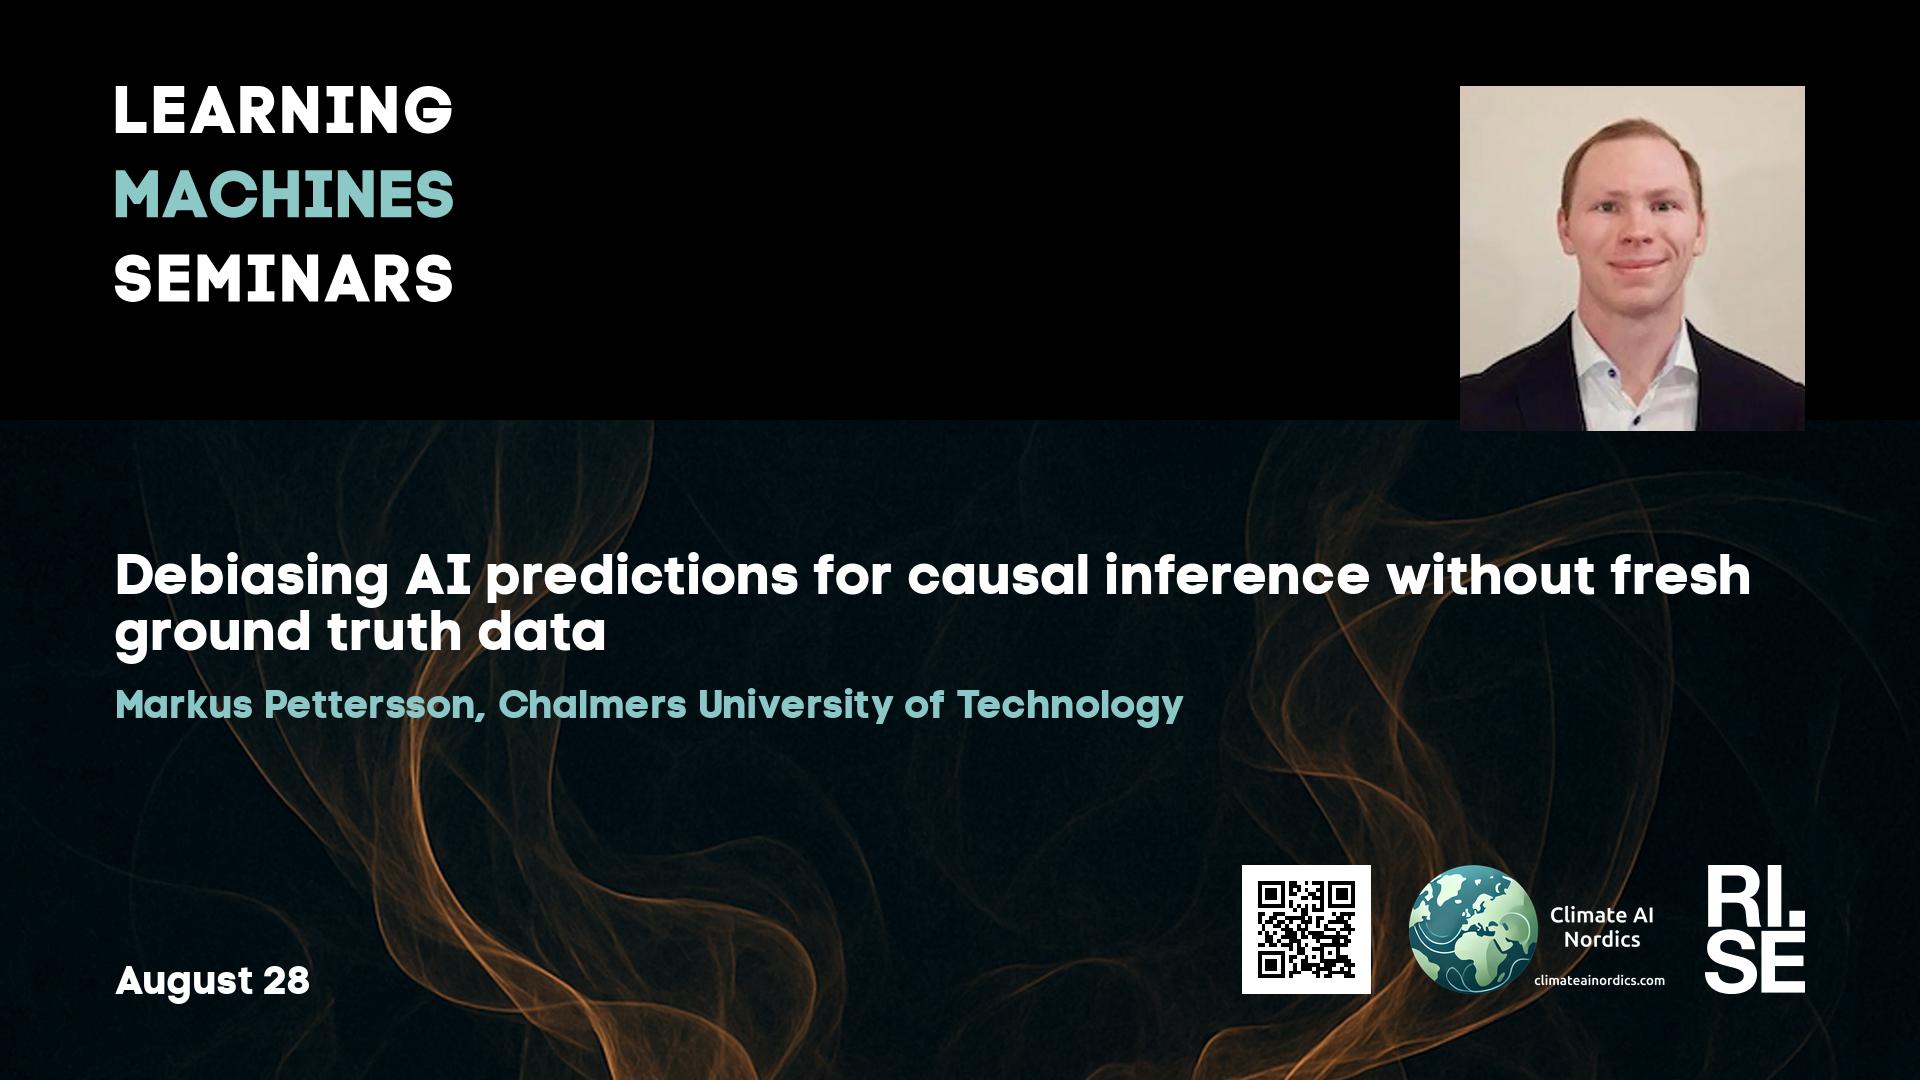 LEARNING
MACHINES
SEMINARS
Debiasing AI predictions for causal inference without fresh
ground truth data
Markus Pettersson, Chalmers University of Technology
August 28
Climate AI
Nordics
climateainordics.com
RI.
SE